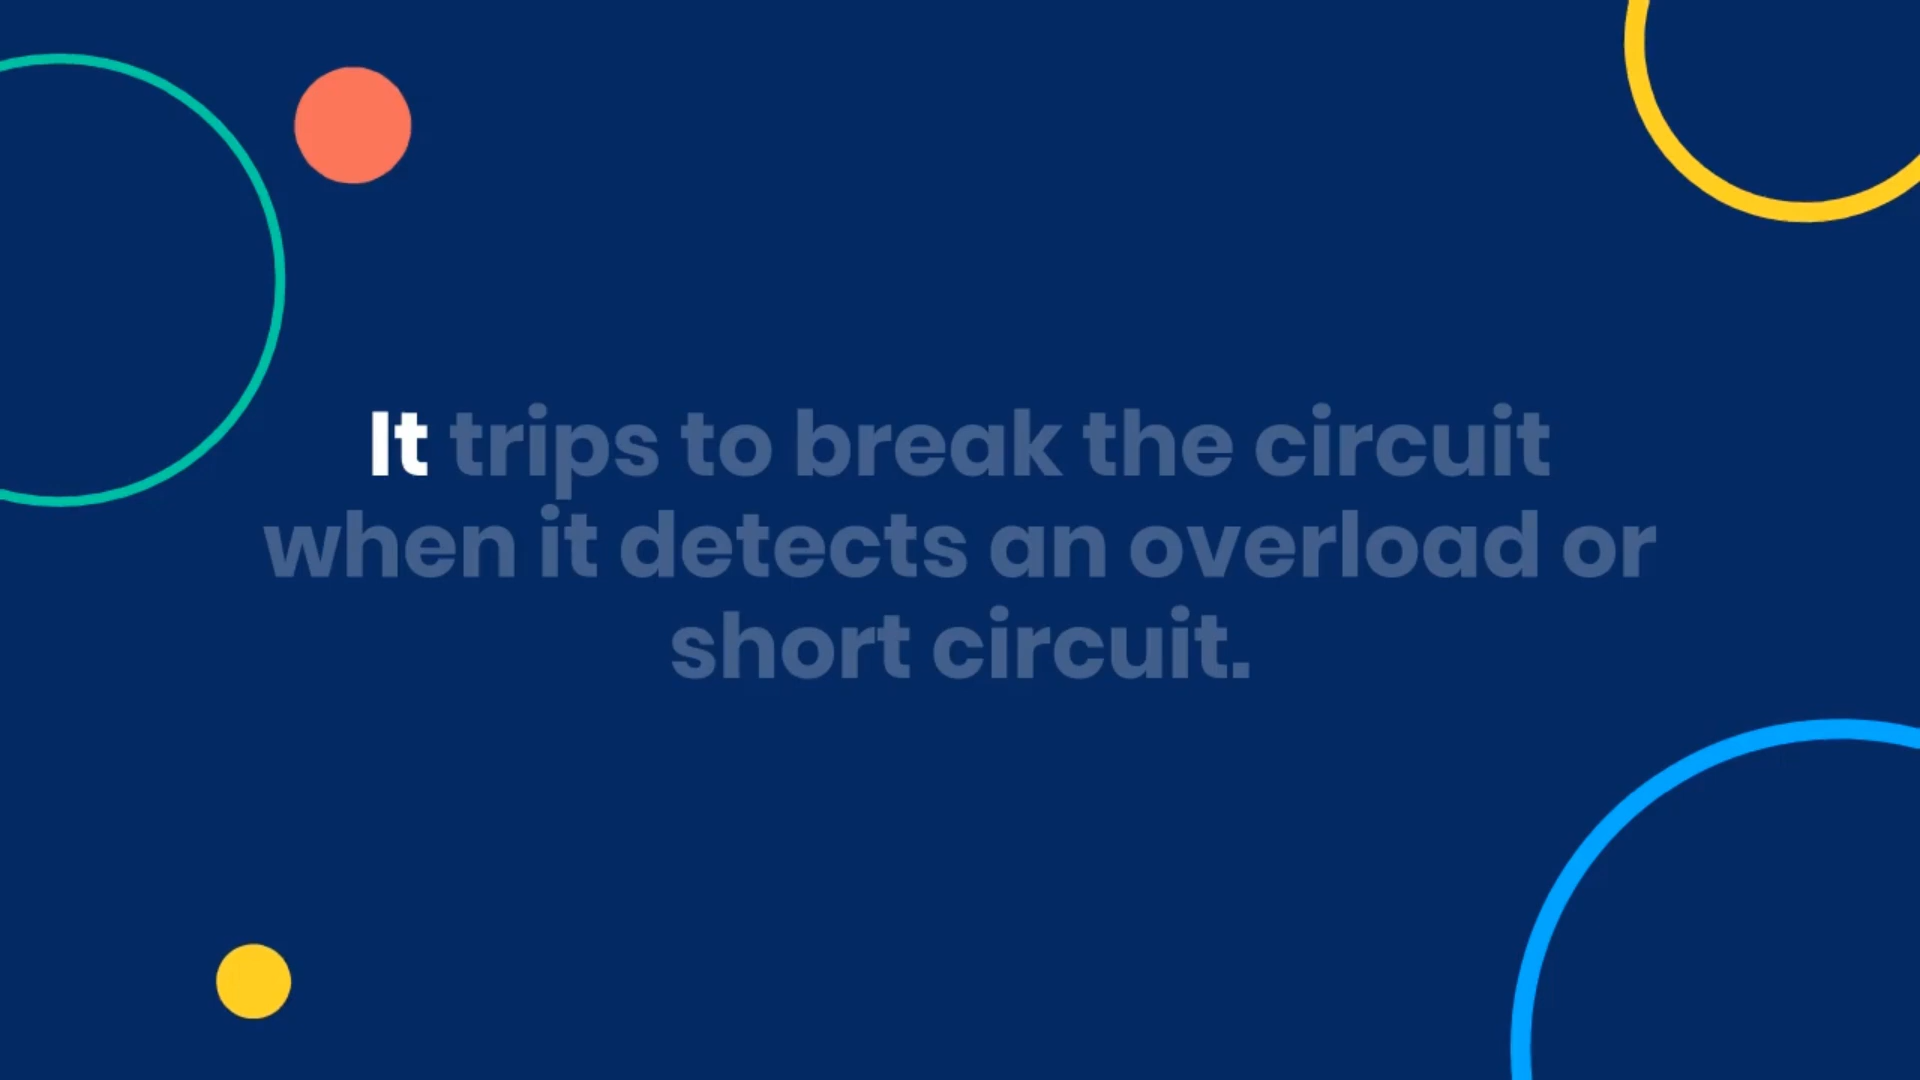 It trips to break the circuit
when it detects an overload or
short circuit.